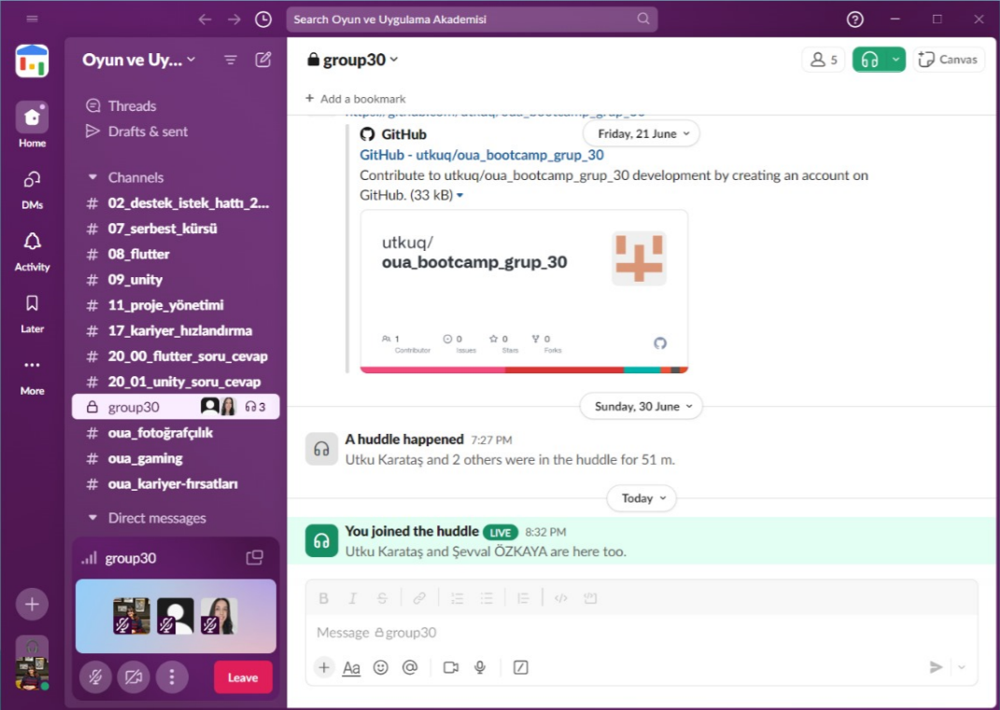 Search Oyun ve Uygulama Akademisi
Oyun ve Uy...
Home
DMs
Activity
Later
More
Threads
Drafts & sent
Channels
# 02_destek_istek_hattı_2...
# 07_serbest_kürsü
# 08_flutter
# 09_unity
# 11_proje_yönetimi
# 17_kariyer_hızlandırma
# 20_00_flutter_soru_cevap
# 20_01_unity_soru_cevap
group30 3
# oua_fotoğrafçılık
# oua_gaming
# oua_kariyer-fırsatları
Direct messages
group30
Leave
group30
5
Canvas
+ Add a bookmark
Friday, 21 June
GitHub
GitHub - utkuq/oua_bootcamp_grup_30
Contribute to utkuq/oua_bootcamp_grup_30 development by creating an account on
GitHub. (33 kB)
utkuq/
oua_bootcamp_grup_30
1 0 0 0
Contributor Issues Stars Forks
Sunday, 30 June
A huddle happened 7:27 PM
Utku Karataş and 2 others were in the huddle for 51 m.
Today
You joined the huddle LIVE 8:32 PM
Utku Karataş and Şevval ÖZKAYA are here too.
B I S
Message group30
+ Aa @